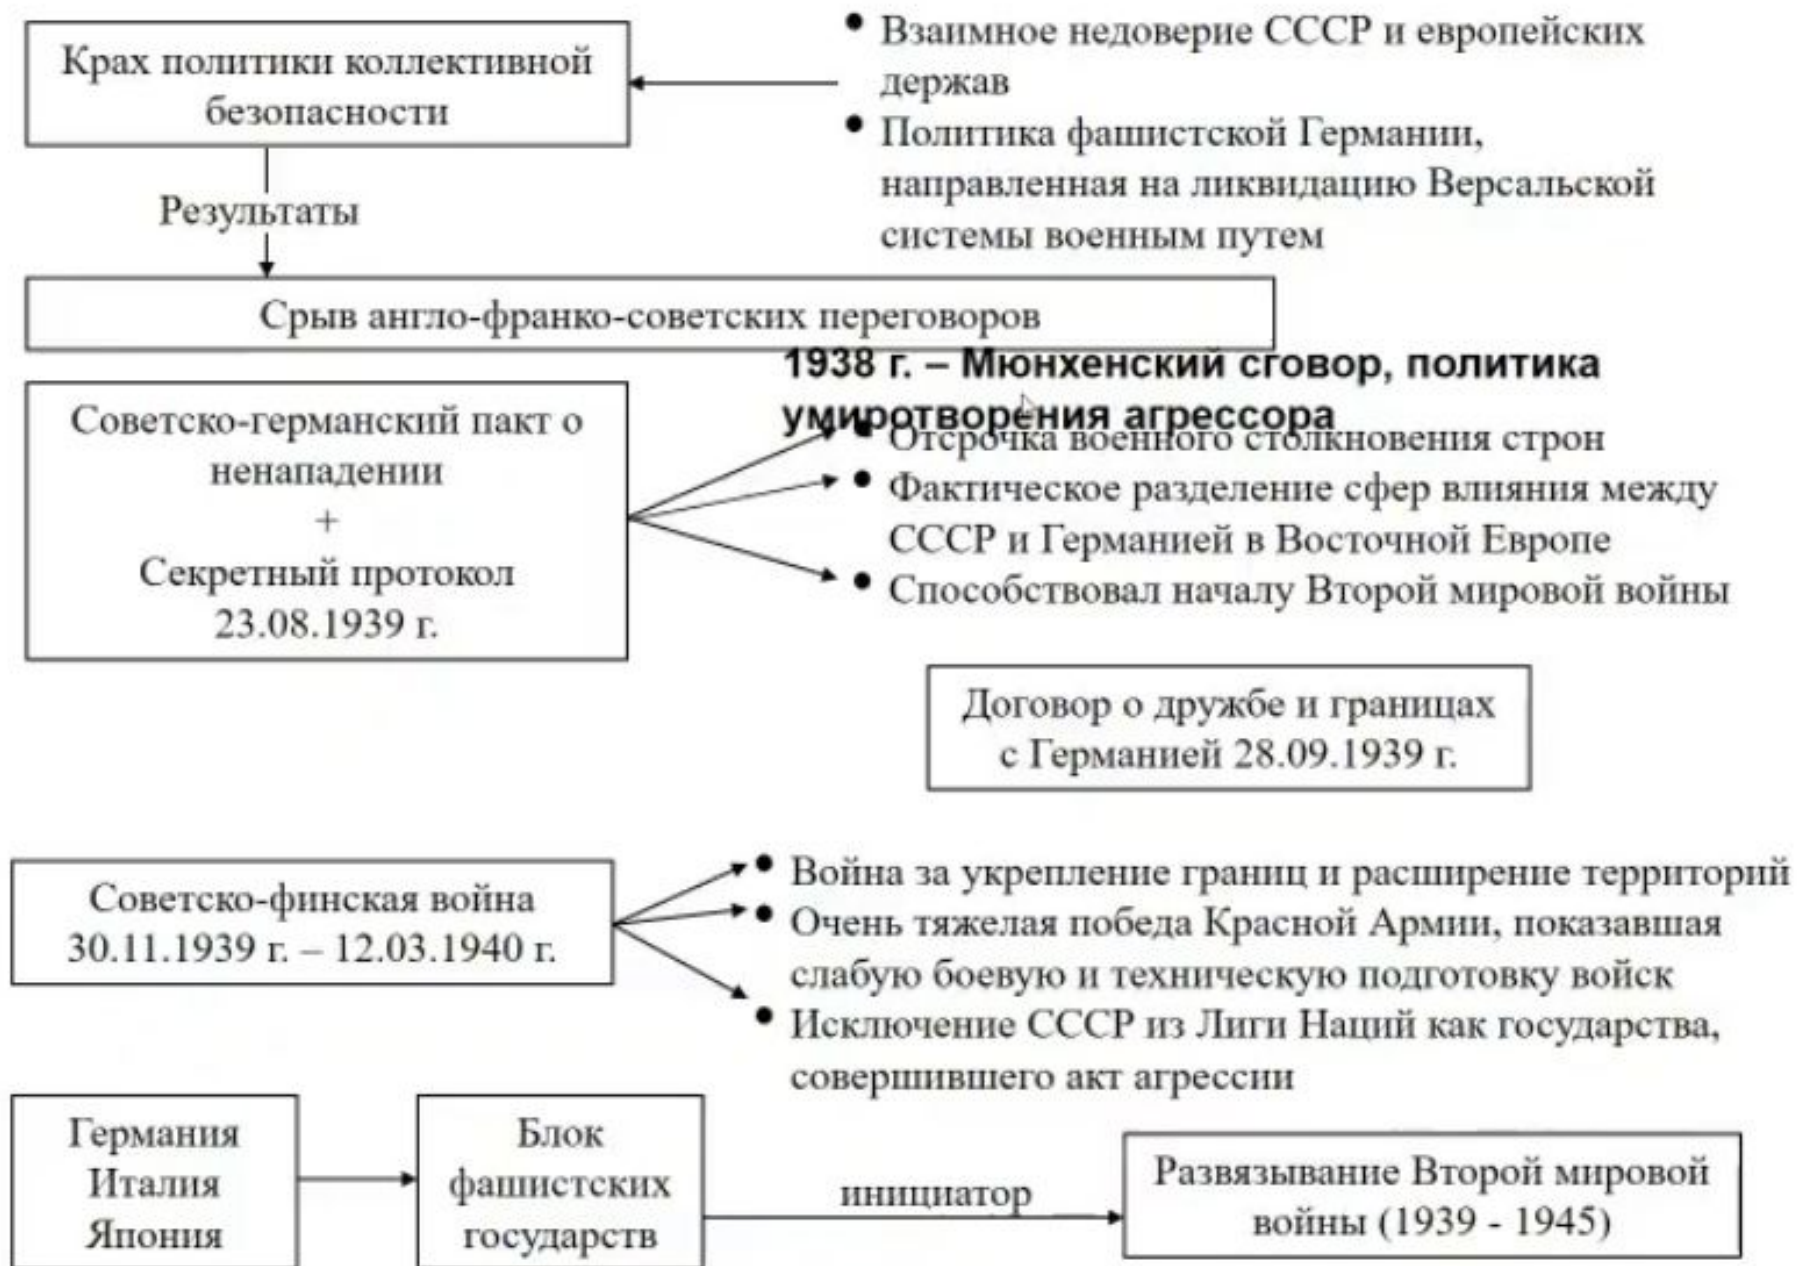 Крах политики коллективной
безопасности
Взаимное недоверие СССР и европейских
держав
Политика фашистской Германии,
направленная на ликвидацию Версальской
системы военным путем
Результаты
Срыв англо-франко-советских переговоров
1938 г. – Мюнхенский сговор, политика
умиротворения агрессора
Советско-германский пакт о
ненападении
+
Секретный протокол
23.08.1939 г.
Отсрочка военного столкновения строн
Фактическое разделение сфер влияния между
СССР и Германией в Восточной Европе
Способствовал началу Второй мировой войны
Договор о дружбе и границах
с Германией 28.09.1939 г.
Советско-финская война
30.11.1939 г. – 12.03.1940 г.
Война за укрепление границ и расширение территорий
Очень тяжелая победа Красной Армии, показавшая
слабую боевую и техническую подготовку войск
Исключение СССР из Лиги Наций как государства,
совершившего акт агрессии
Германия
Италия
Япония
Блок
фашистских
государств
инициатор
Развязывание Второй мировой
войны (1939 - 1945)